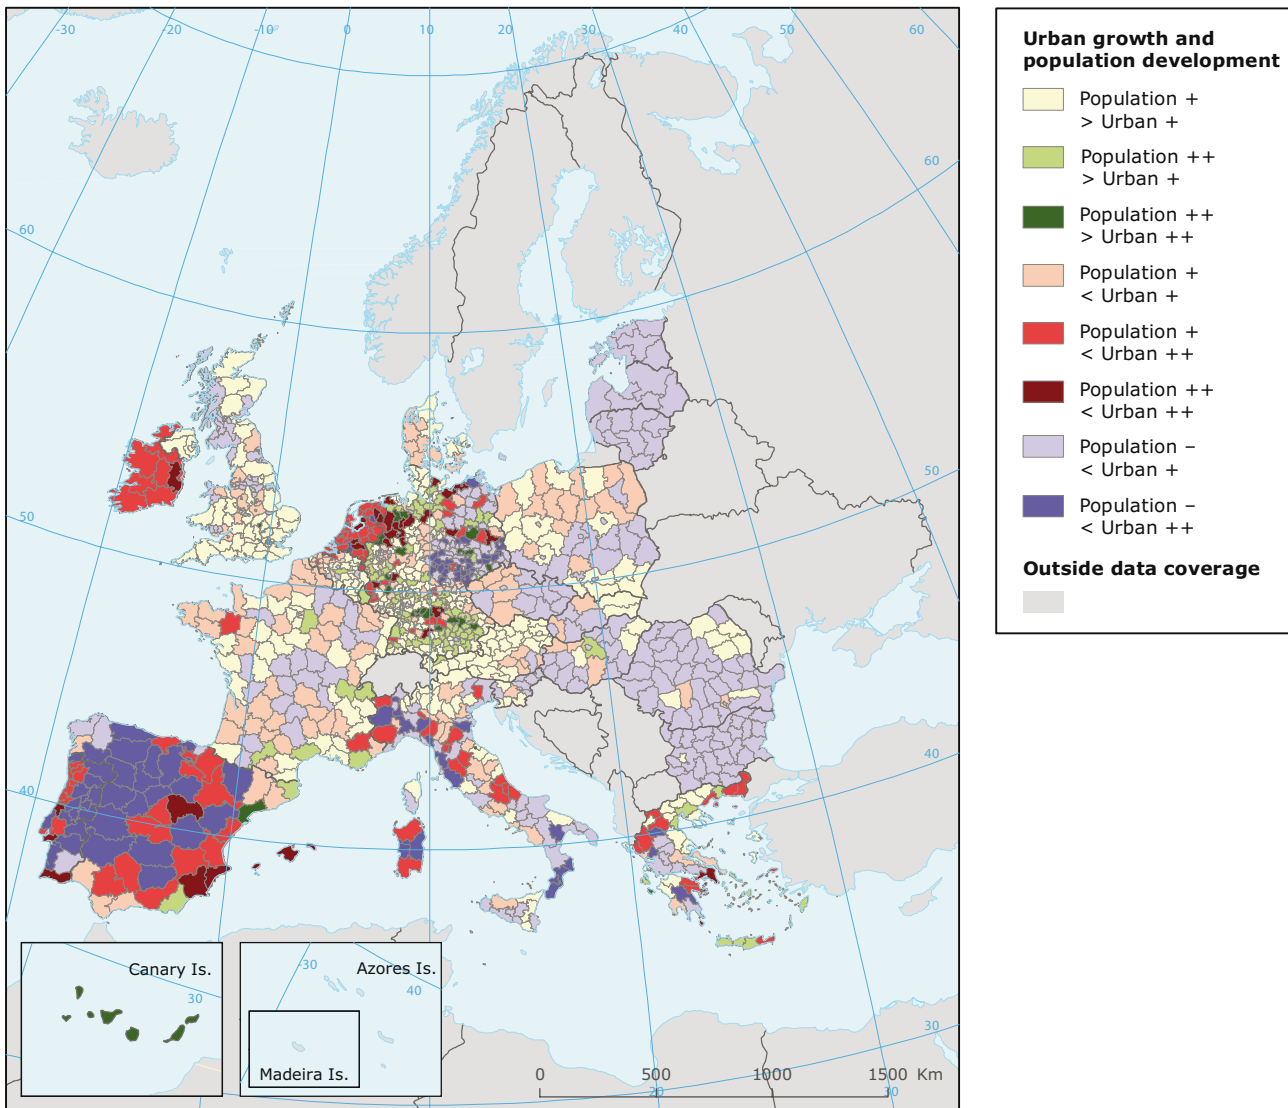 -30
-20
-10
0
10
20
30
40
50
60
60
60
50
50
40
40
30
20
30
Canary Is.
30
-30
Azores Is.
40
Madeira Is.
0
500
1000
1500 Km
Urban growth and
population development
Population +
> Urban +
Population ++
> Urban +
Population ++
> Urban ++
Population +
< Urban +
Population +
< Urban ++
Population ++
< Urban ++
Population –
< Urban +
Population –
< Urban ++
Outside data coverage